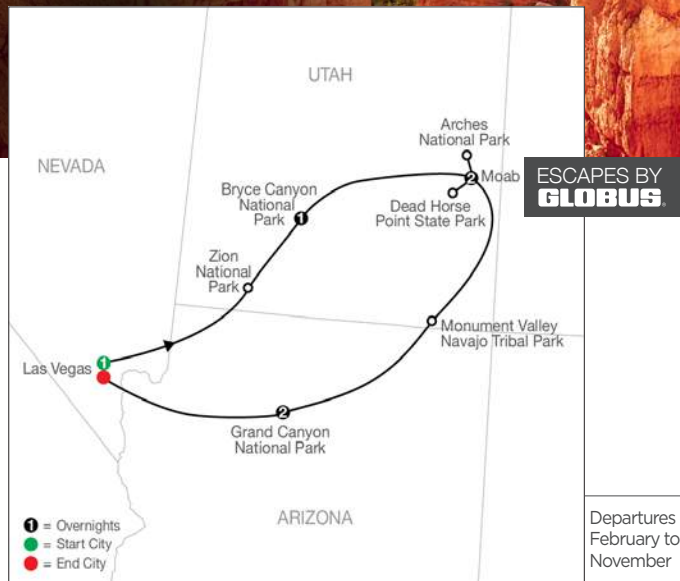 UTAH
Arches
National Park
NEVADA
2
Moab
ESCAPES BY
GLOBUS.
Bryce Canyon
National
Park
1
Dead Horse
Point State Park
Zion
National
Park
Monument Valley
Navajo Tribal Park
Las Vegas
1
2
Grand Canyon
National Park
ARIZONA
1 = Overnights
= Start City
= End City
Departures
February to
November